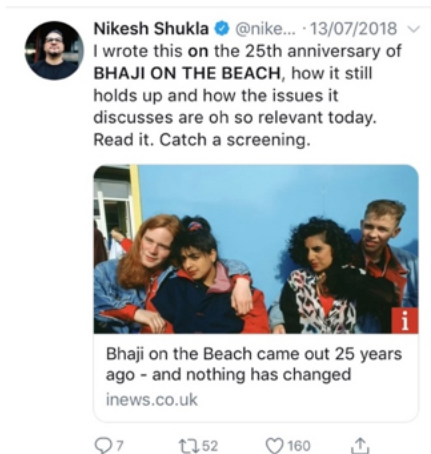 Nikesh Shukla @nike... · 13/07/2018
I wrote this on the 25th anniversary of
BHAJI ON THE BEACH, how it still
holds up and how the issues it
discusses are oh so relevant today.
Read it. Catch a screening.
i
Bhaji on the Beach came out 25 years
ago - and nothing has changed
inews.co.uk
7 52 160